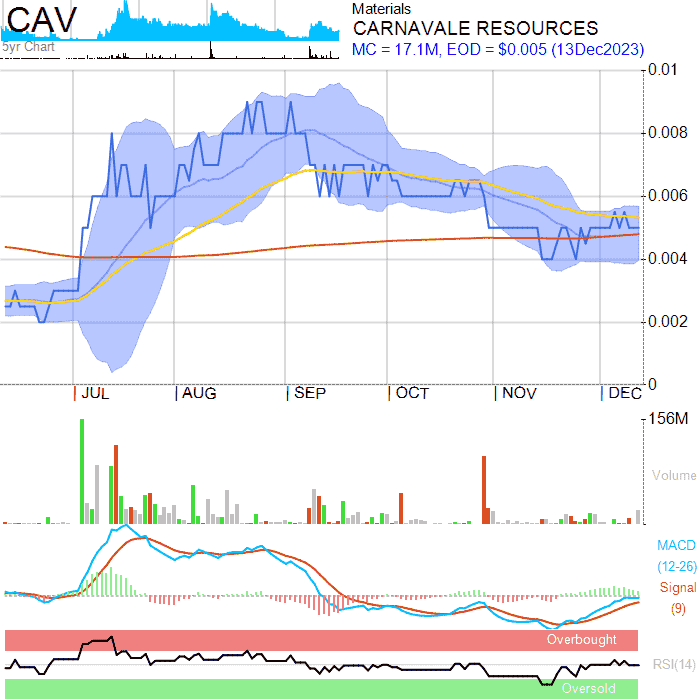 CAV
5yr Chart
Materials
CARNAVALE RESOURCES
MC = 17.1M, EOD = $0.005 (13Dec2023)
0.01
0.008
0.006
0.004
0.002
0
JUL AUG SEP OCT NOV DEC
156M
Volume
MACD
(12-26)
Signal
(9)
Overbought
RSI(14)
Oversold